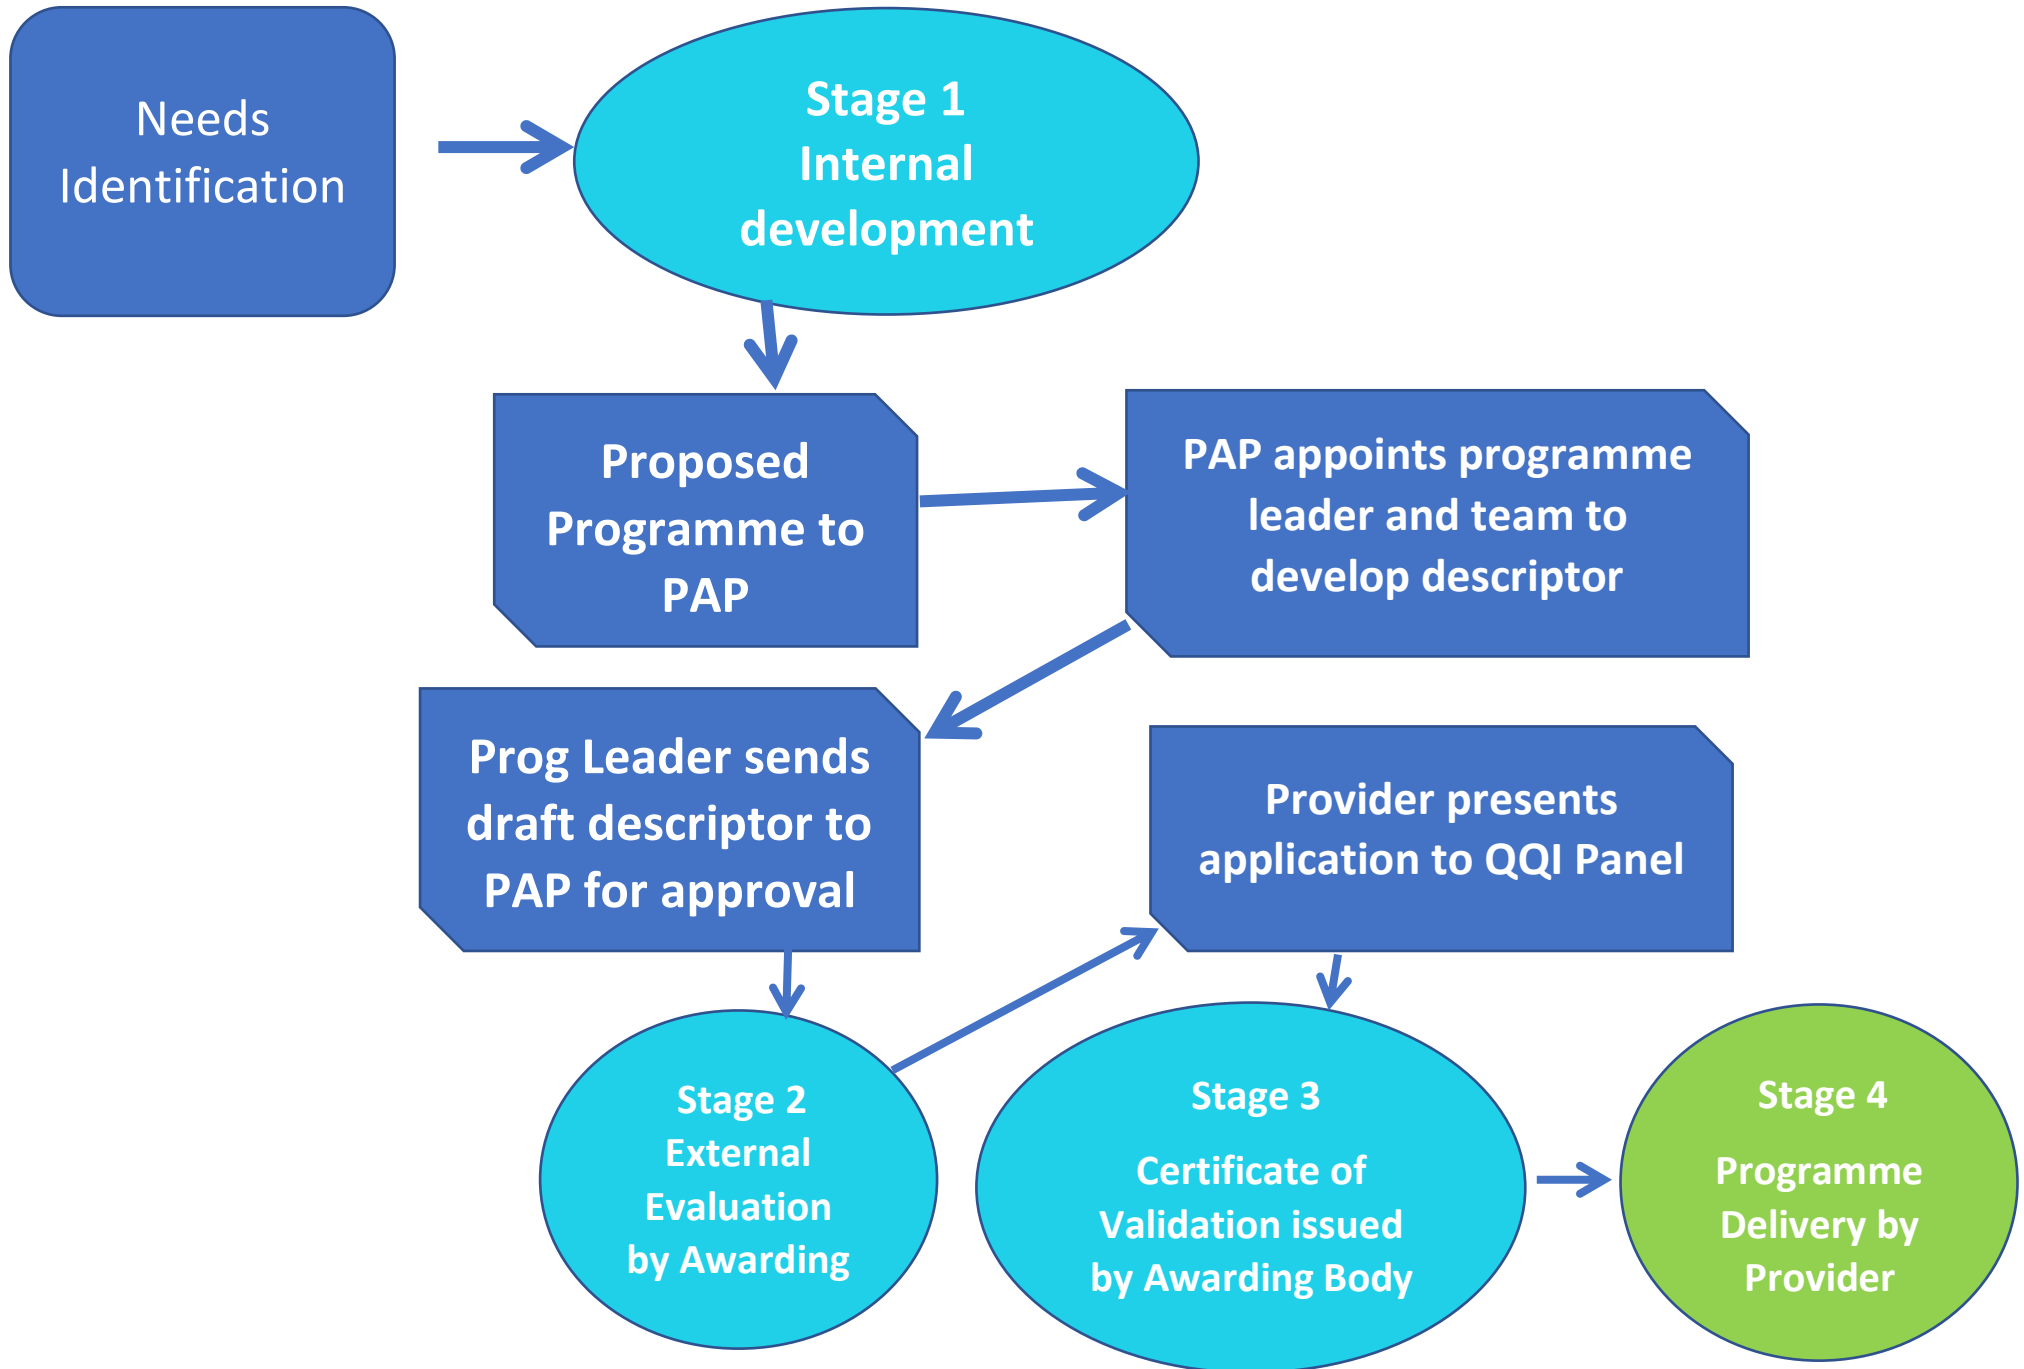 Needs
Identification
Stage 1
Internal
development
Proposed
Programme to
PAP
PAP appoints programme
leader and team to
develop descriptor
Prog Leader sends
draft descriptor to
PAP for approval
Provider presents
application to QQI Panel
Stage 2
External
Evaluation
by Awarding
Stage 3
Certificate of
Validation issued
by Awarding Body
Stage 4
Programme
Delivery by
Provider